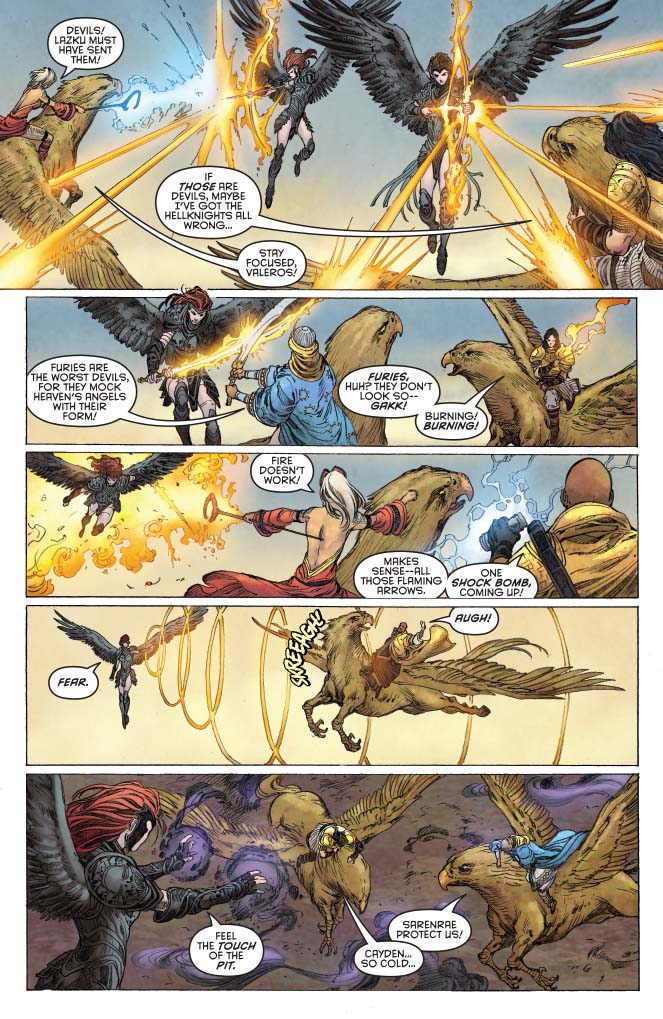 DEVILS!
LAZKU MUST
HAVE SENT
THEM!
IF
THOSE ARE
DEVILS, MAYBE
I'VE GOT THE
HELLKNIGHTS ALL
WRONG...
STAY
FOCUSED,
VALEROS!
FURIES ARE
THE WORST DEVILS,
FOR THEY MOCK
HEAVEN'S ANGELS
WITH THEIR
FORM!
FURIES,
HUH? THEY DON'T
LOOK SO--
GAKK!
BURNING!
BURNING!
FIRE
DOESN'T
WORK!
MAKES
SENSE--ALL
THOSE FLAMING
ARROWS.
ONE
SHOCK BOMB,
COMING UP!
FEAR.
SKREEAGH!
AUGH!
FEEL
THE TOUCH
OF THE
PIT.
CAYDEN...
SO COLD...
SARENRAE
PROTECT US!